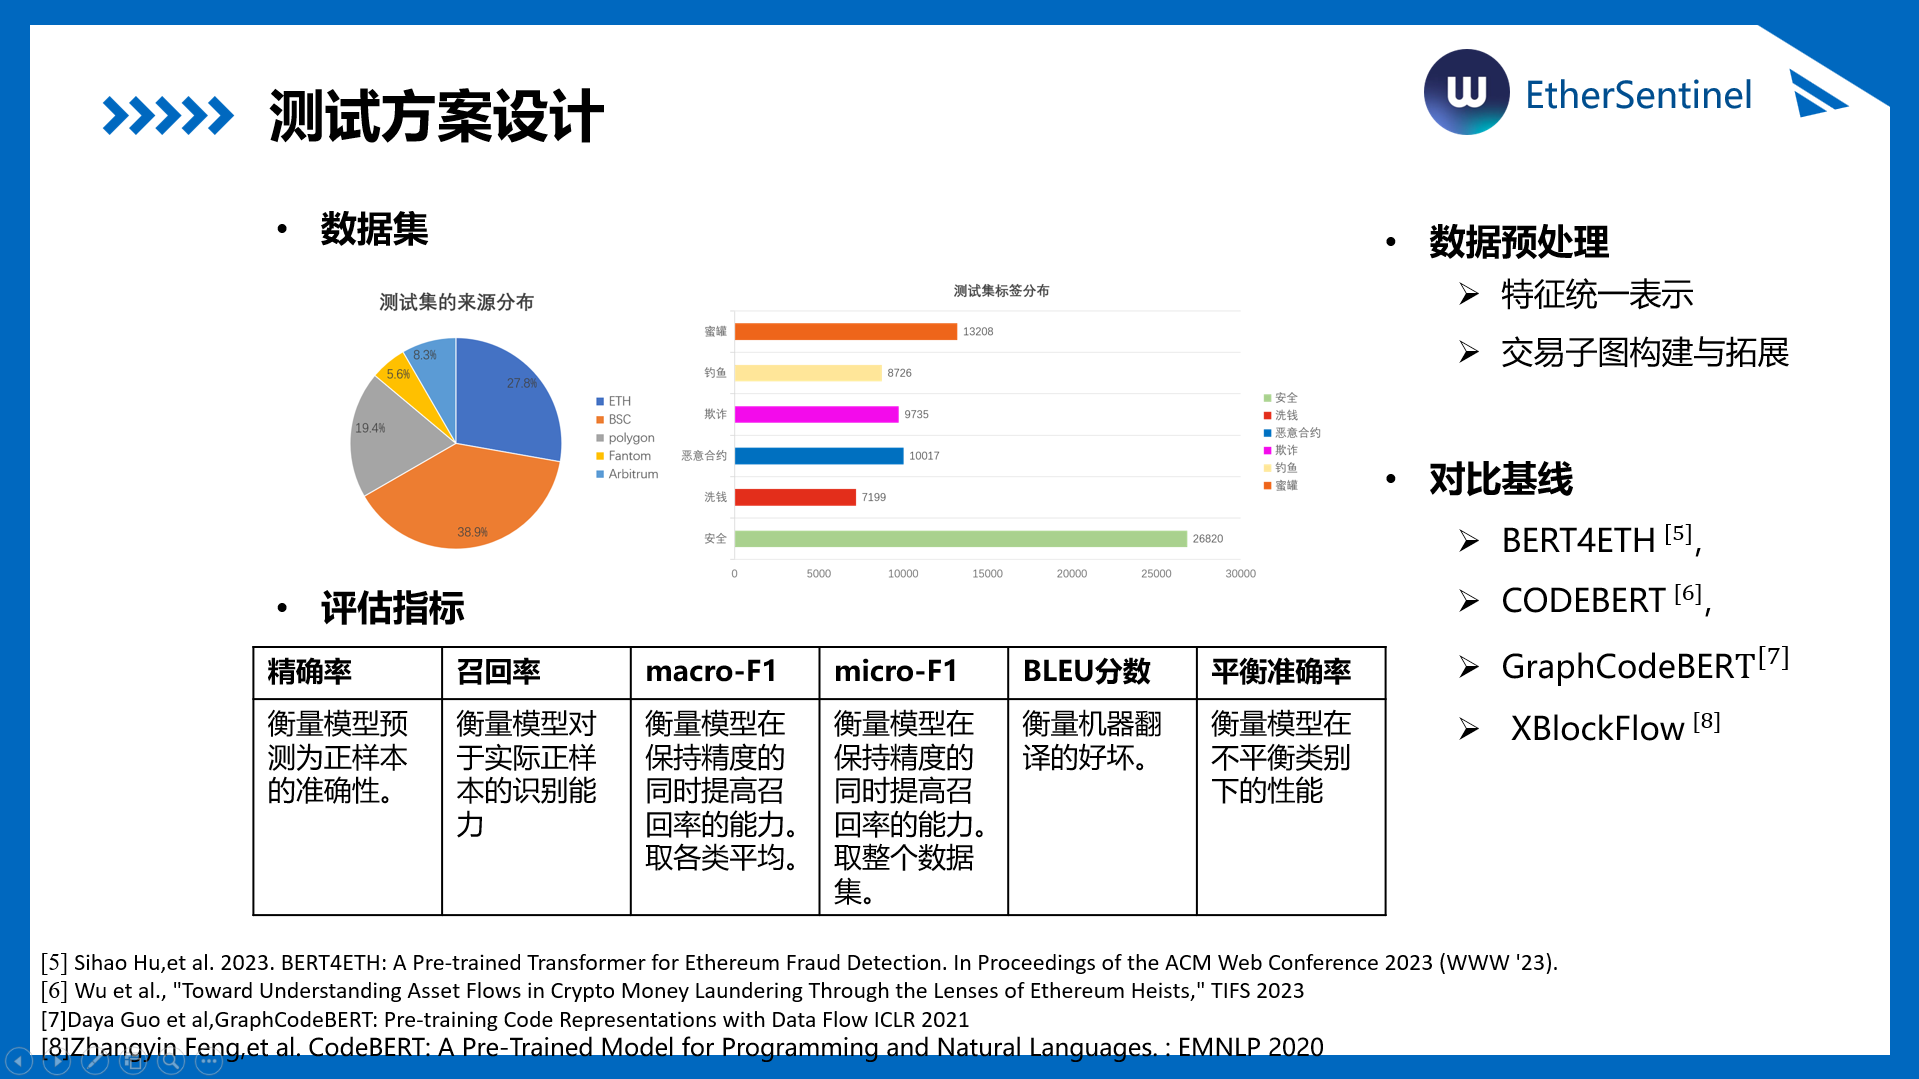 测试方案设计
W
EtherSentinel
• 数据集
测试集的来源分布
8.3%
27.8%
5.6%
19.4%
38.9%
ETH
BSC
polygon
Fantom
Arbitrum
测试集标签分布
蜜罐 13208
钓鱼 8726
欺诈 9735
恶意合约 10017
洗钱 7199
安全 26820
0 5000 10000 15000 20000 25000 30000
安全
洗钱
恶意合约
欺诈
钓鱼
蜜罐
• 评估指标
精确率 召回率 macro-F1 micro-F1 BLEU分数 平衡准确率
衡量模型预
测为正样本
的准确性。
衡量模型对
于实际正样
本的识别能
力
衡量模型在
保持精度的
同时提高召
回率的能力。
取各类平均。
衡量模型在
保持精度的
同时提高召
回率的能力。
取整个数据
集。
衡量机器翻
译的好坏。
衡量模型在
不平衡类别
下的性能
• 数据预处理
➢ 特征统一表示
➢ 交易子图构建与拓展
• 对比基线
➢ BERT4ETH [5],
➢ CODEBERT [6],
➢ GraphCodeBERT[7]
➢ XBlockFlow [8]
[5] Sihao Hu,et al. 2023. BERT4ETH: A Pre-trained Transformer for Ethereum Fraud Detection. In Proceedings of the ACM Web Conference 2023 (WWW '23).
[6] Wu et al., "Toward Understanding Asset Flows in Crypto Money Laundering Through the Lenses of Ethereum Heists," TIFS 2023
[7]Daya Guo et al,GraphCodeBERT: Pre-training Code Representations with Data Flow ICLR 2021
[8]Zhangyin Feng,et al. CodeBERT: A Pre-Trained Model for Programming and Natural Languages. : EMNLP 2020